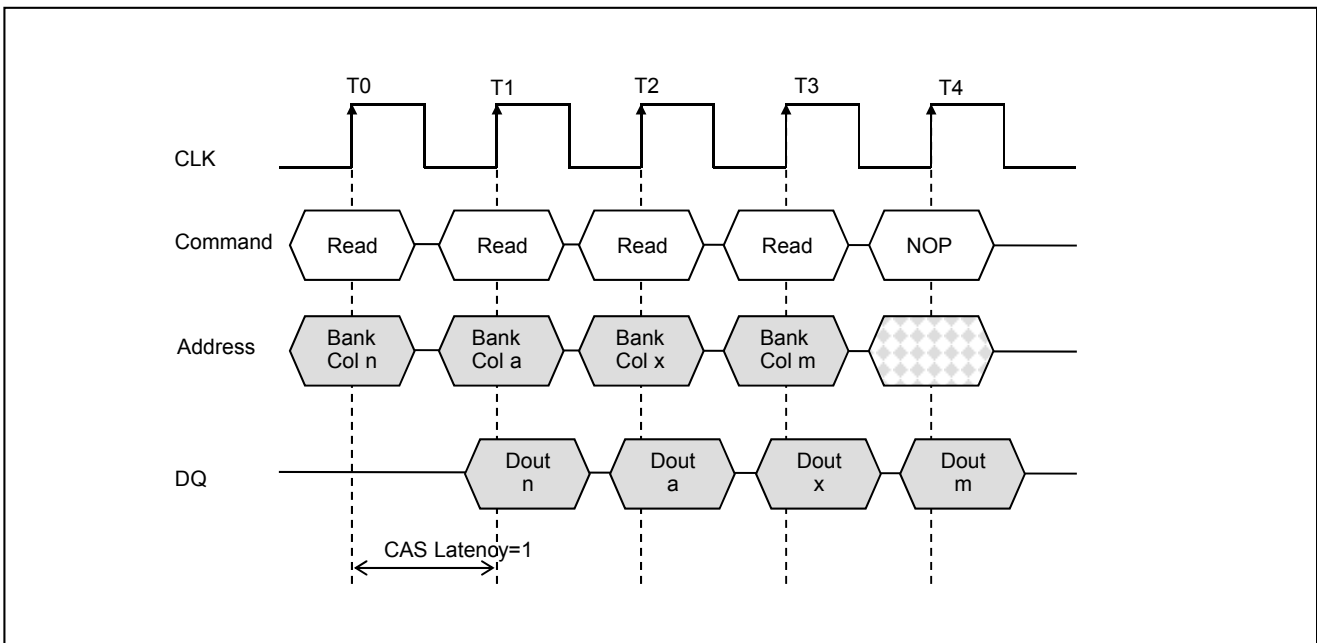 T0 T1 T2 T3 T4
CLK
Command Read Read Read Read NOP
Address
Bank Bank Bank Bank
Col n Col a Col x Col m
Dout Dout Dout Dout
DQ
n a x m
CAS Latency=1